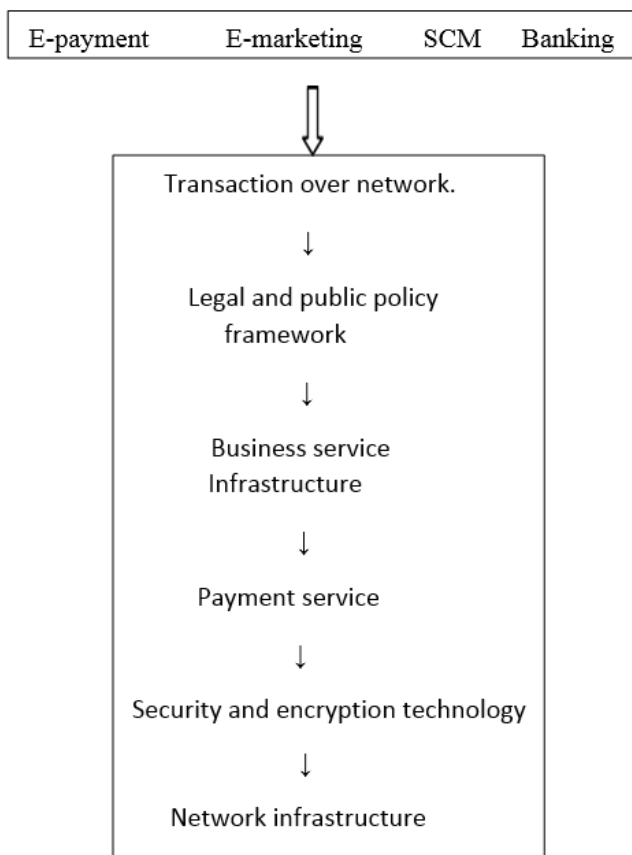 E-payment E-marketing SCM Banking
Transaction over network.
↓
Legal and public policy
framework
↓
Business service
Infrastructure
↓
Payment service
↓
Security and encryption technology
↓
Network infrastructure